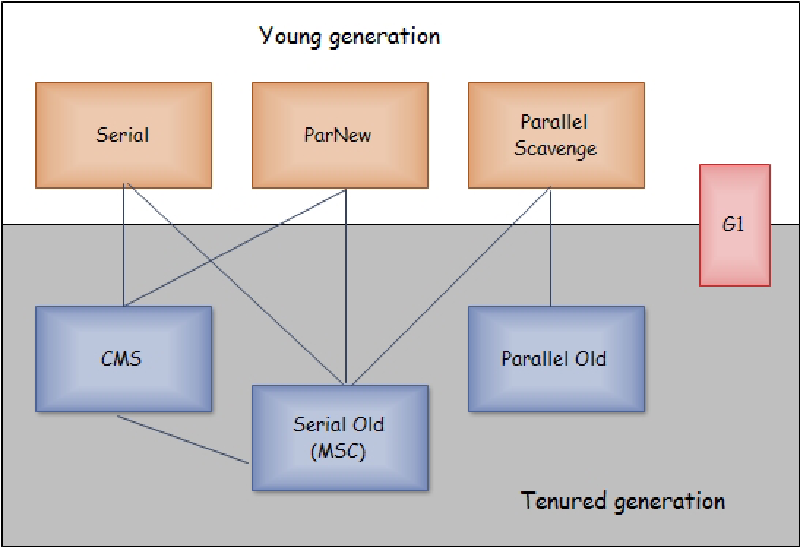 Young generation
Serial
ParNew
Parallel
Scavenge
G1
CMS
Parallel Old
Serial Old
(MSC)
Tenured generation